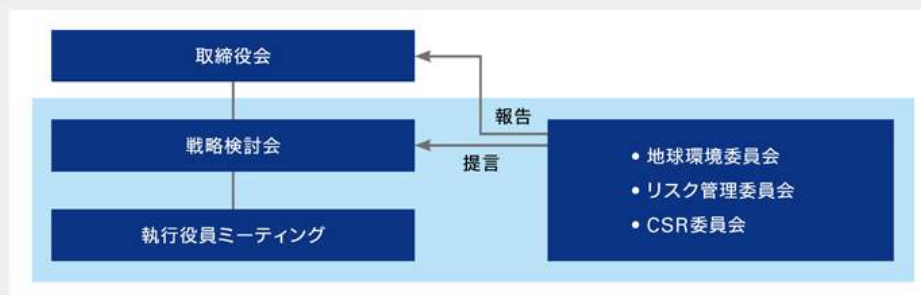 取締役会
報告
戦略検討会
提言
執行役員ミーティング
• 地球環境委員会
• リスク管理委員会
• CSR委員会